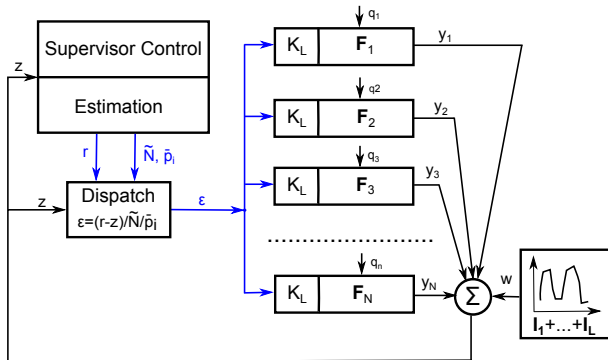 Supervisor Control
Estimation
z
r
Ñ, p̄ᵢ
Dispatch
ε=(r-z)/Ñ/p̄ᵢ
z
ε
q₁
K_L F₁ y₁
q2
K_L F₂ y₂
q₃
K_L F₃ y₃
qₙ
K_L F_N y_N
Σ
w
I₁+...+I_L